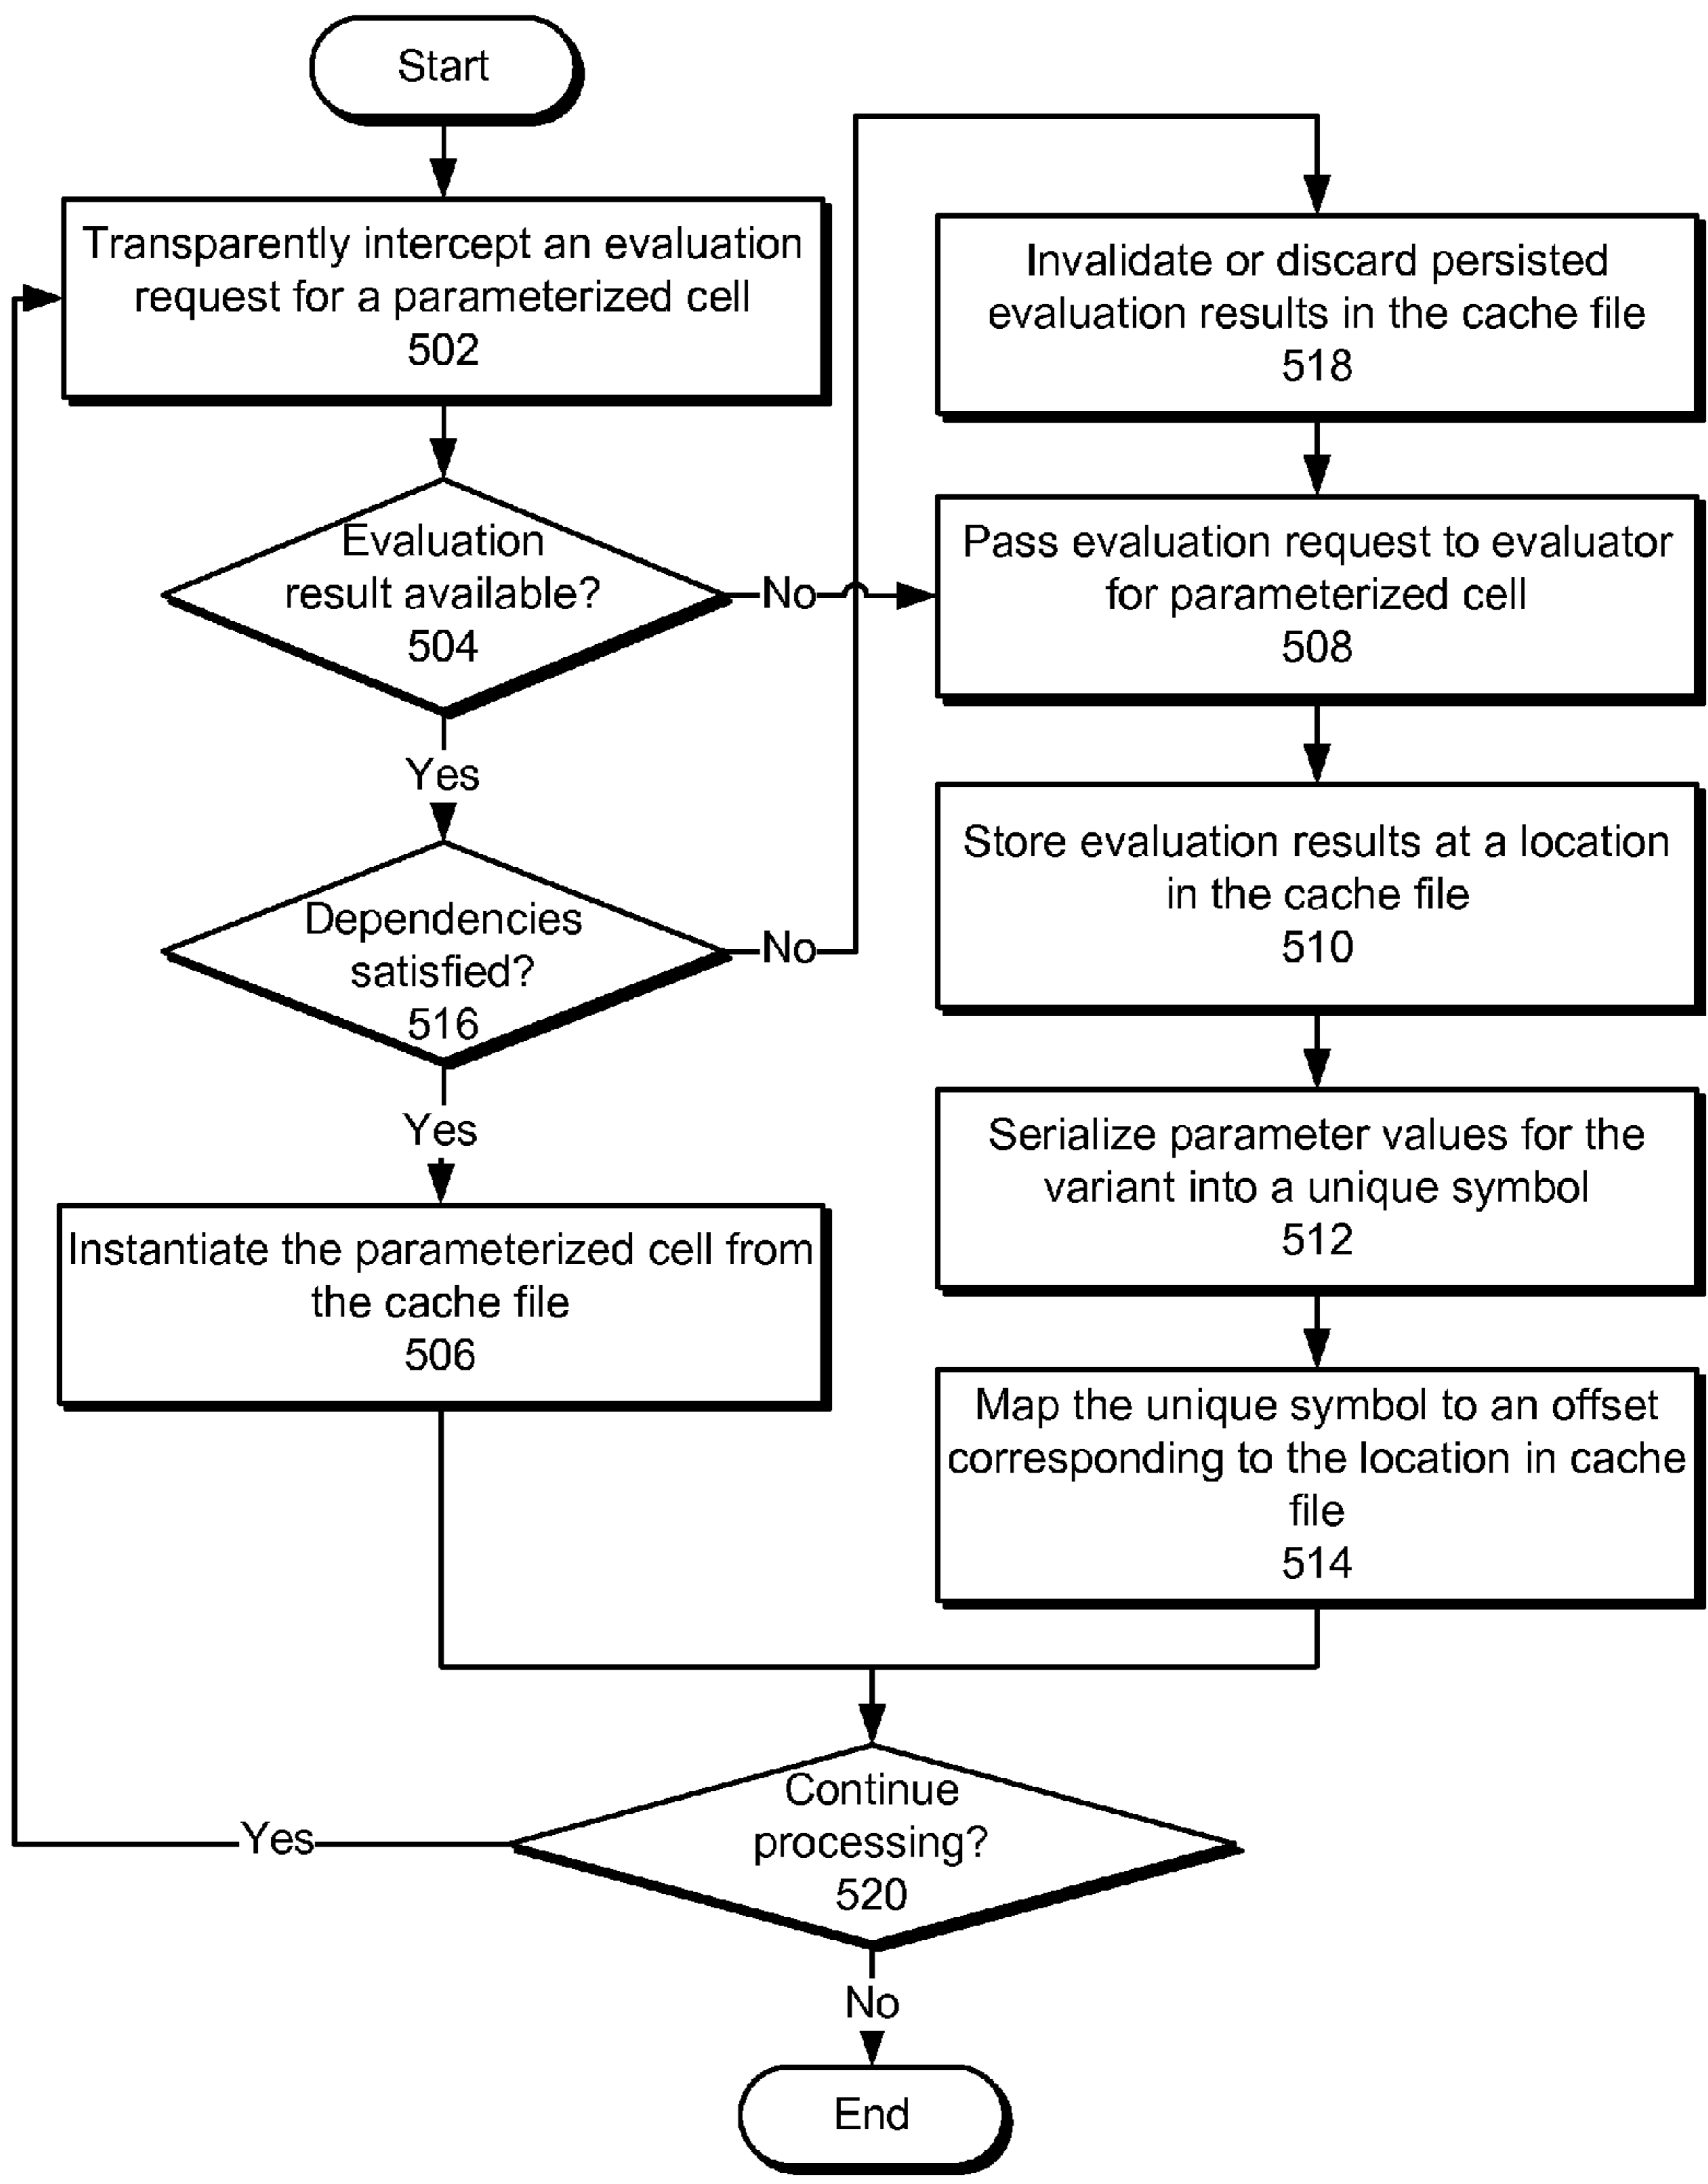 Start
Transparently intercept an evaluation
request for a parameterized cell
502
Evaluation
result available?
504
No
Yes
Dependencies
satisfied?
516
No
Yes
Instantiate the parameterized cell from
the cache file
506
Invalidate or discard persisted
evaluation results in the cache file
518
Pass evaluation request to evaluator
for parameterized cell
508
Store evaluation results at a location
in the cache file
510
Serialize parameter values for the
variant into a unique symbol
512
Map the unique symbol to an offset
corresponding to the location in cache
file
514
Continue
processing?
520
Yes
No
End